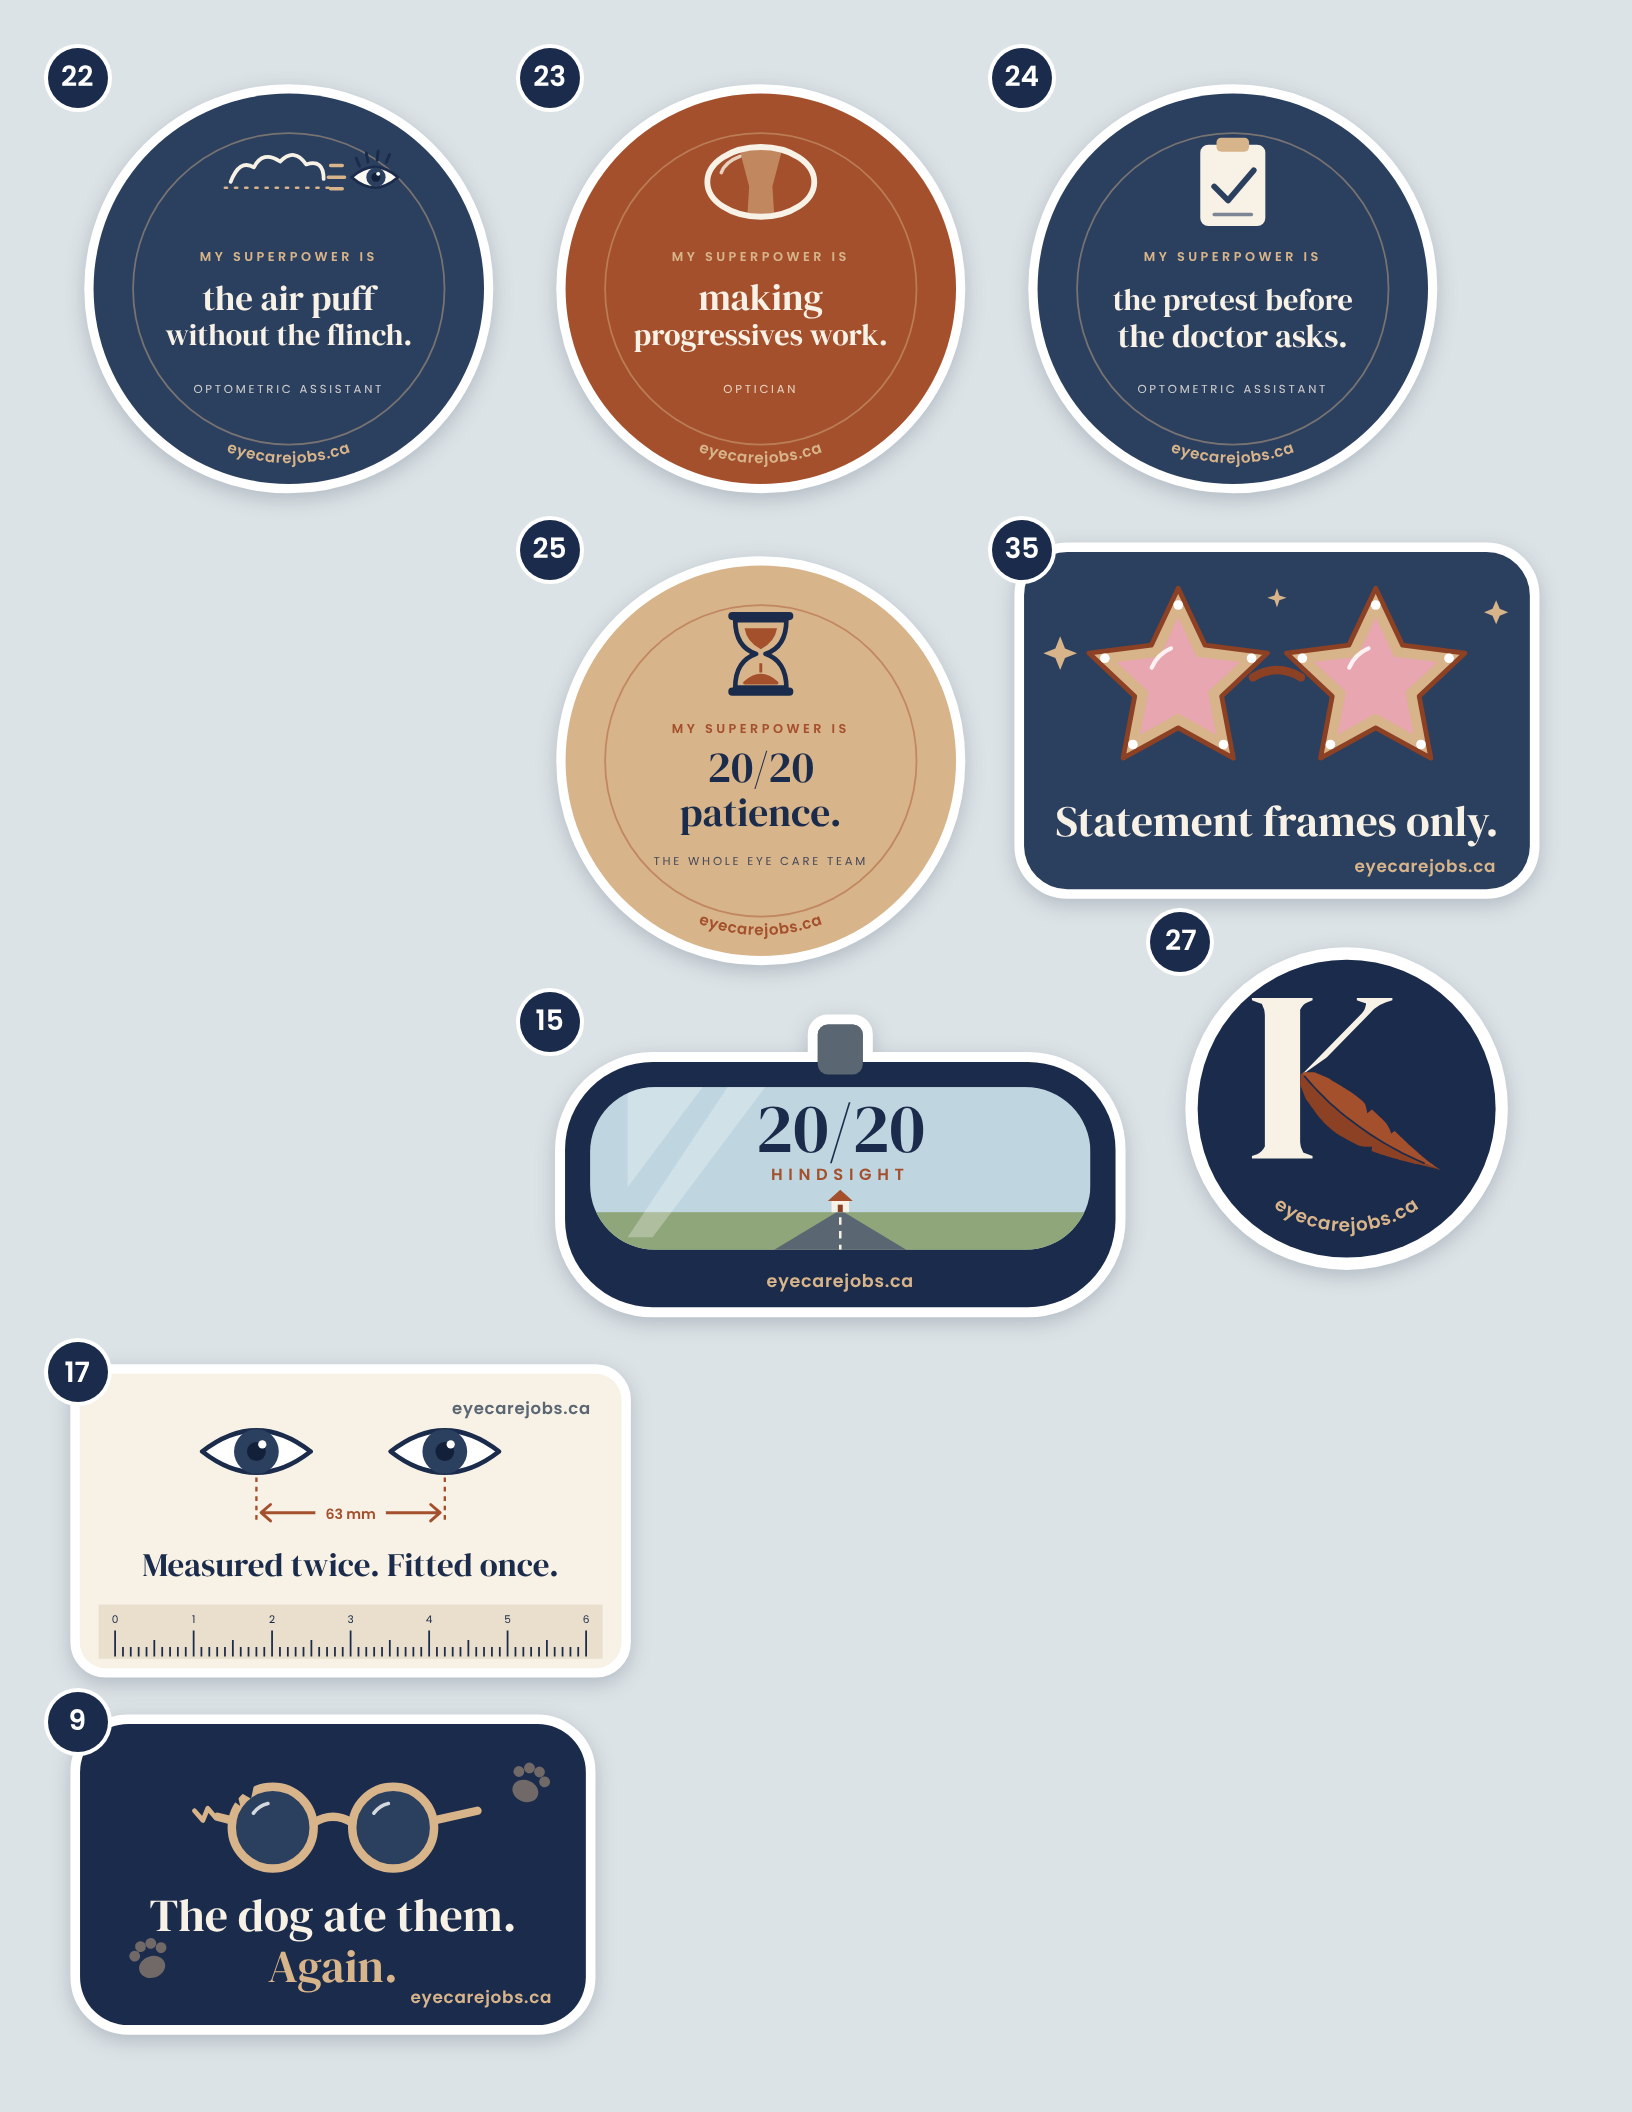 22
MY SUPERPOWER IS
the air puff
without the flinch.
OPTOMETRIC ASSISTANT
eyecarejobs.ca
23
MY SUPERPOWER IS
making
progressives work.
OPTICIAN
eyecarejobs.ca
24
MY SUPERPOWER IS
the pretest before
the doctor asks.
OPTOMETRIC ASSISTANT
eyecarejobs.ca
25
MY SUPERPOWER IS
20/20
patience.
THE WHOLE EYE CARE TEAM
eyecarejobs.ca
35
Statement frames only.
eyecarejobs.ca
27
K
eyecarejobs.ca
15
20/20
HINDSIGHT
eyecarejobs.ca
17
eyecarejobs.ca
63 mm
Measured twice. Fitted once.
0 1 2 3 4 5 6
9
The dog ate them.
Again.
eyecarejobs.ca